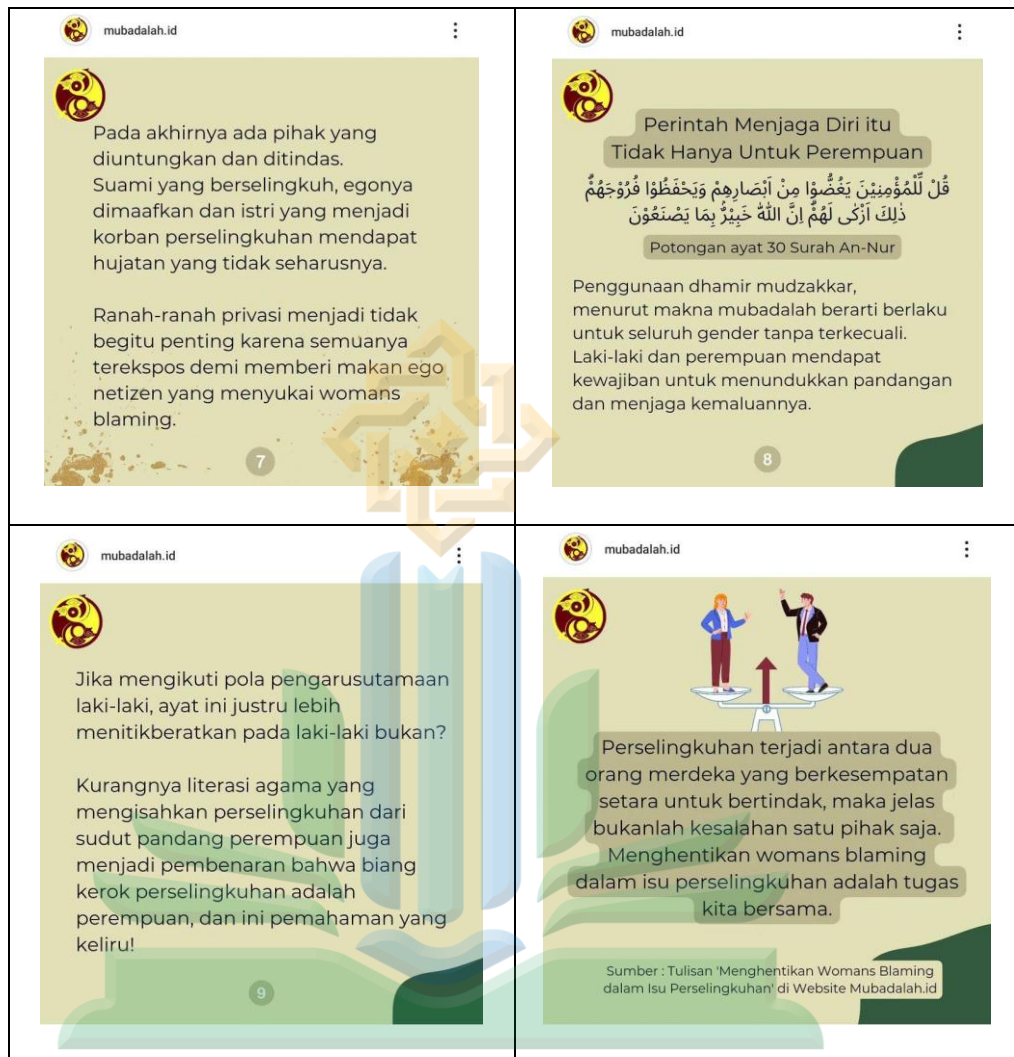 mubadalah.id
Pada akhirnya ada pihak yang
diuntungkan dan ditindas.
Suami yang berselingkuh, egonya
dimaafkan dan istri yang menjadi
korban perselingkuhan mendapat
hujatan yang tidak seharusnya.
Ranah-ranah privasi menjadi tidak
begitu penting karena semuanya
terekspos demi memberi makan ego
netizen yang menyukai womans
blaming.
7
mubadalah.id
Perintah Menjaga Diri itu
Tidak Hanya Untuk Perempuan
قُلْ لِّلْمُؤْمِنِيْنَ يَغُضُّوْا مِنْ اَبْصَارِهِمْ وَيَحْفَظُوْا فُرُوْجَهُمْۗ
ذٰلِكَ اَزْكٰى لَهُمْۗ اِنَّ اللّٰهَ خَبِيْرٌۢ بِمَا يَصْنَعُوْنَ
Potongan ayat 30 Surah An-Nur
Penggunaan dhamir mudzakkar,
menurut makna mubadalah berarti berlaku
untuk seluruh gender tanpa terkecuali.
Laki-laki dan perempuan mendapat
kewajiban untuk menundukkan pandangan
dan menjaga kemaluannya.
8
mubadalah.id
Jika mengikuti pola pengarusutamaan
laki-laki, ayat ini justru lebih
menitikberatkan pada laki-laki bukan?
Kurangnya literasi agama yang
mengisahkan perselingkuhan dari
sudut pandang perempuan juga
menjadi pembenaran bahwa biang
kerok perselingkuhan adalah
perempuan, dan ini pemahaman yang
keliru!
9
mubadalah.id
Perselingkuhan terjadi antara dua
orang merdeka yang berkesempatan
setara untuk bertindak, maka jelas
bukanlah kesalahan satu pihak saja.
Menghentikan womans blaming
dalam isu perselingkuhan adalah tugas
kita bersama.
Sumber : Tulisan 'Menghentikan Womans Blaming
dalam Isu Perselingkuhan' di Website Mubadalah.id